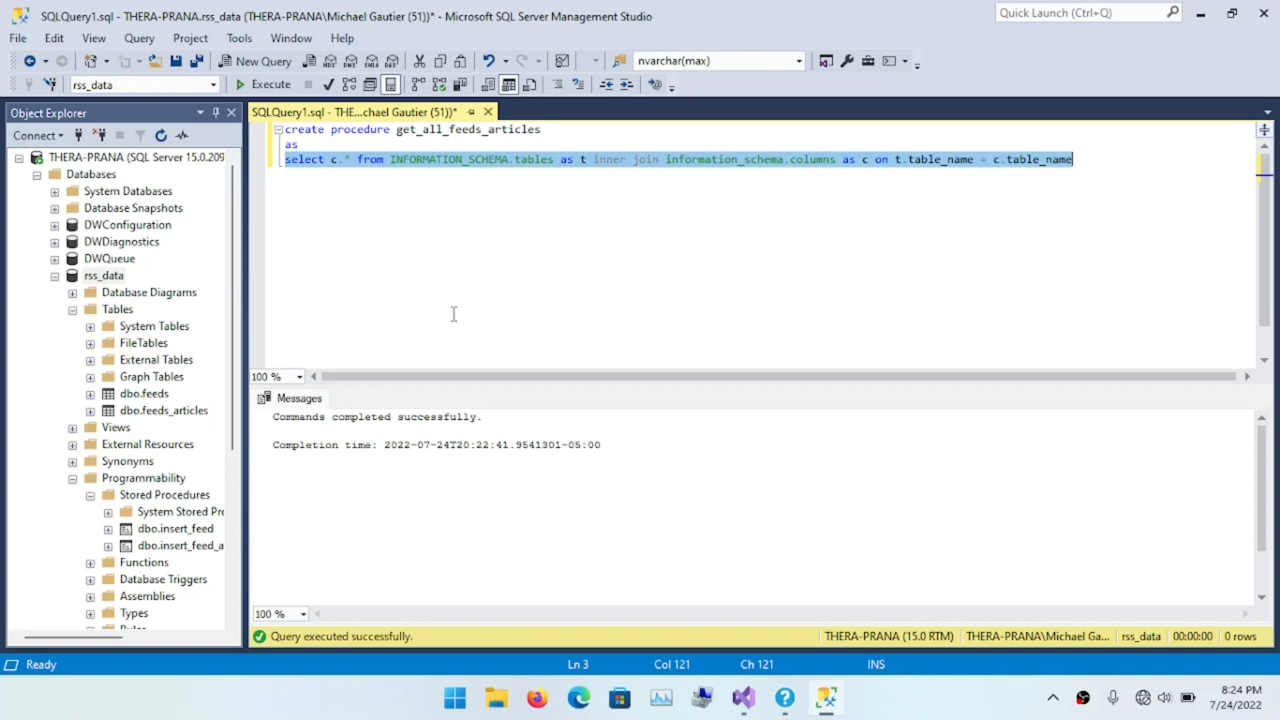 SQLQuery1.sql - THERA-PRANA.rss_data (THERA-PRANA\Michael Gautier (51))* - Microsoft SQL Server Management Studio
Quick Launch (Ctrl+Q)
File Edit View Query Project Tools Window Help
New Query
nvarchar(max)
rss_data
Execute
Object Explorer
SQLQuery1.sql - THE...chael Gautier (51))*
Connect
THERA-PRANA (SQL Server 15.0.209
Databases
System Databases
Database Snapshots
DWConfiguration
DWDiagnostics
DWQueue
rss_data
Database Diagrams
Tables
System Tables
FileTables
External Tables
Graph Tables
dbo.feeds
dbo.feeds_articles
Views
External Resources
Synonyms
Programmability
Stored Procedures
System Stored Pr
dbo.insert_feed
dbo.insert_feed_a
Functions
Database Triggers
Assemblies
Types
create procedure get_all_feeds_articles
as
select c.* from INFORMATION_SCHEMA.tables as t inner join information_schema.columns as c on t.table_name = c.table_name
100 %
Messages
Commands completed successfully.
Completion time: 2022-07-24T20:22:41.9541301-05:00
100 %
Query executed successfully.
THERA-PRANA (15.0 RTM)
THERA-PRANA\Michael Ga...
rss_data
00:00:00
0 rows
Ready
Ln 3
Col 121
Ch 121
INS
8:24 PM
7/24/2022